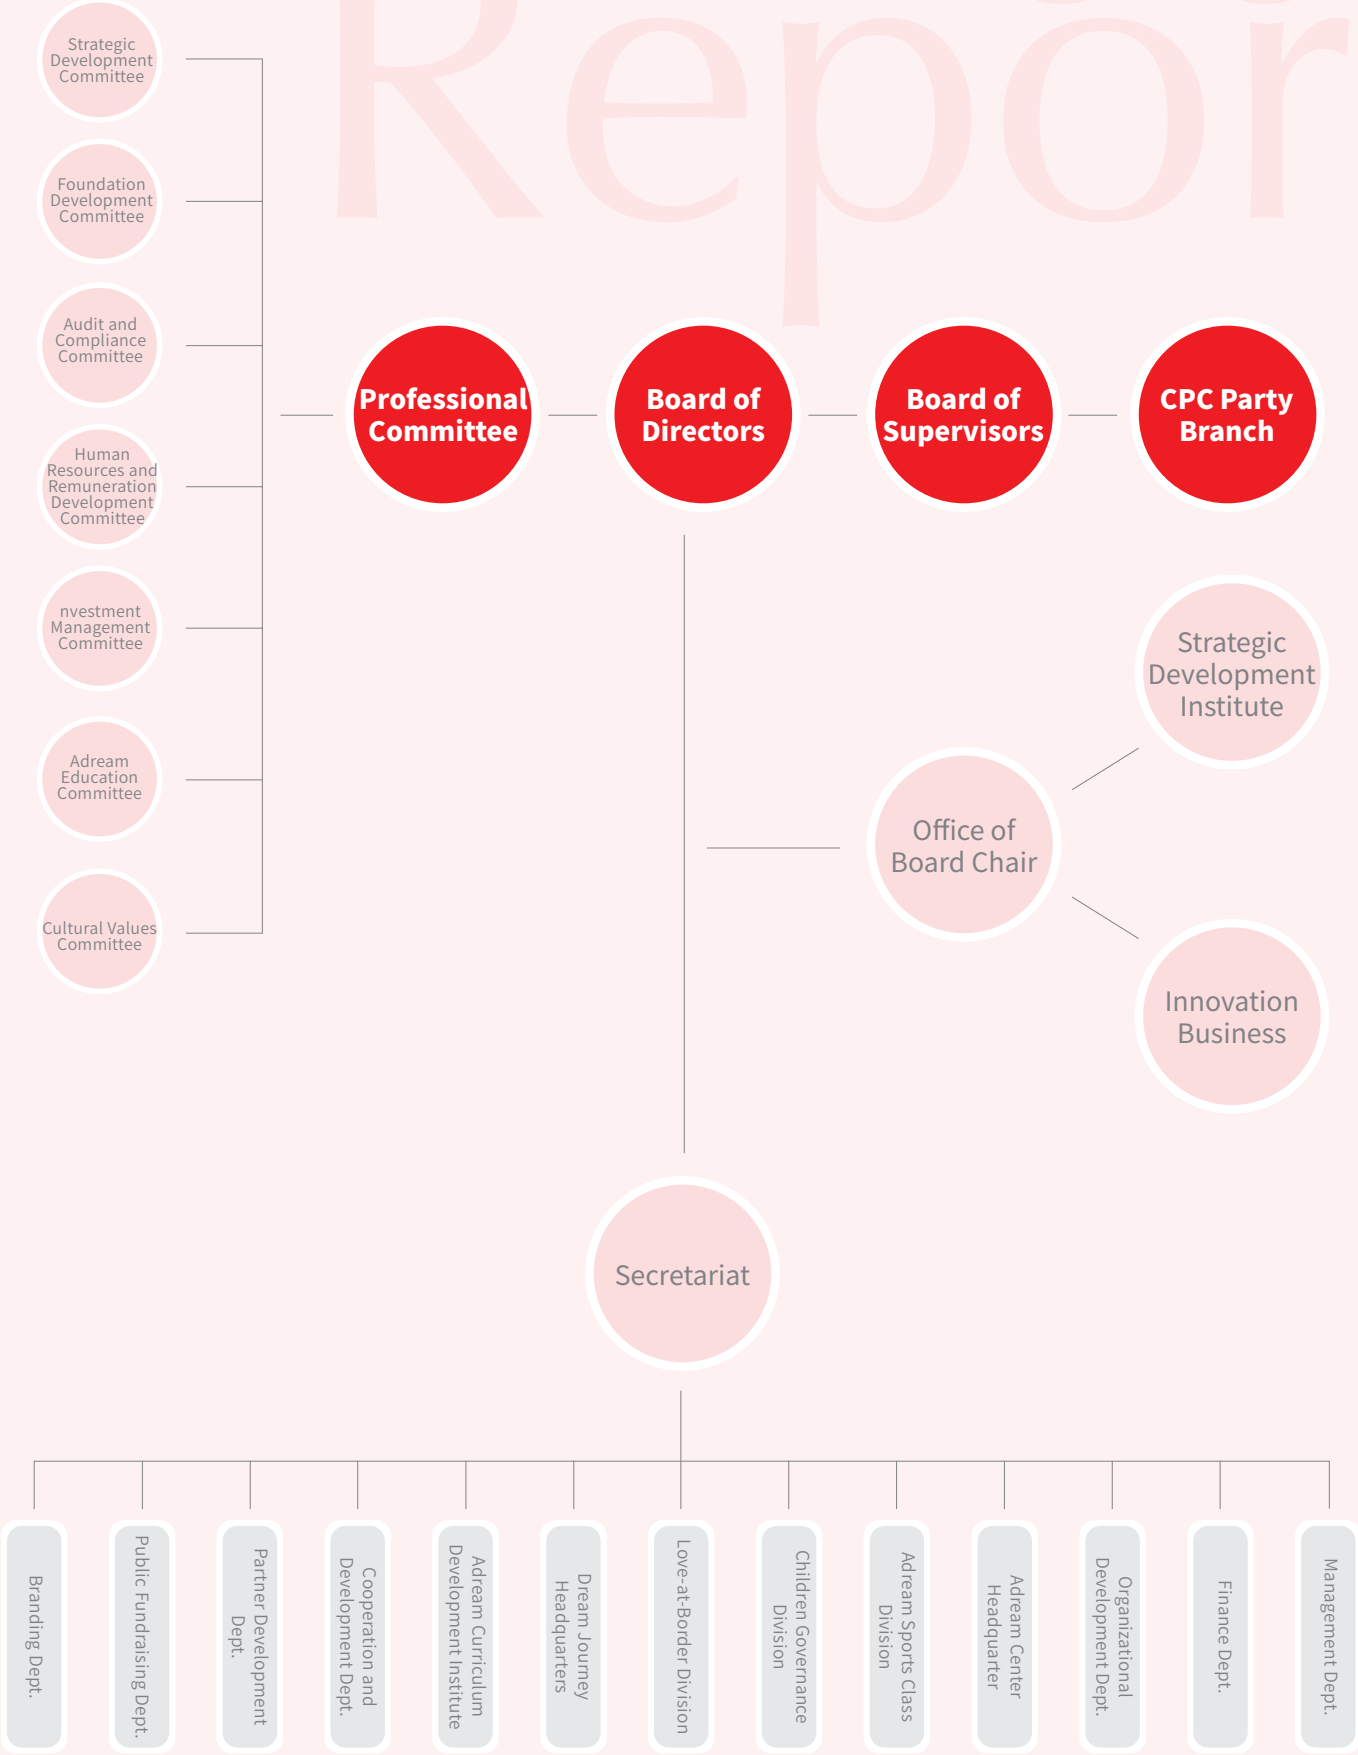 Repor
Strategic
Development
Committee
Foundation
Development
Committee
Audit and
Compliance
Committee
Human
Resources and
Remuneration
Development
Committee
nvestment
Management
Committee
Adream
Education
Committee
Cultural Values
Committee
Professional
Committee
Board of
Directors
Board of
Supervisors
CPC Party
Branch
Strategic
Development
Institute
Office of
Board Chair
Innovation
Business
Secretariat
Branding Dept.
Public Fundraising Dept.
Partner Development
Dept.
Cooperation and
Development Dept.
Adream Curriculum
Development Institute
Dream Journey
Headquarters
Love-at-Border Division
Children Governance
Division
Adream Sports Class
Division
Adream Center
Headquarter
Organizational
Development Dept.
Finance Dept.
Management Dept.